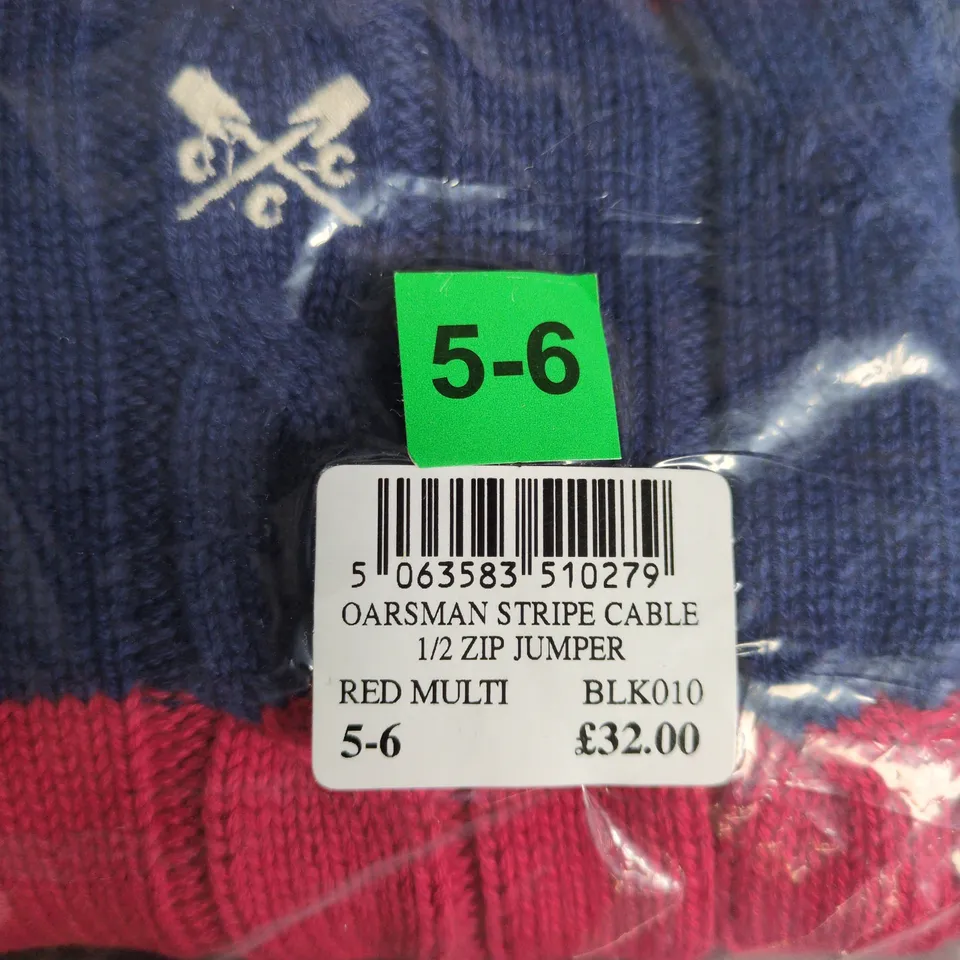 C C
C
5-6
5 063583 510279
OARSMAN STRIPE CABLE
1/2 ZIP JUMPER
RED MULTI BLK010
5-6 £32.00